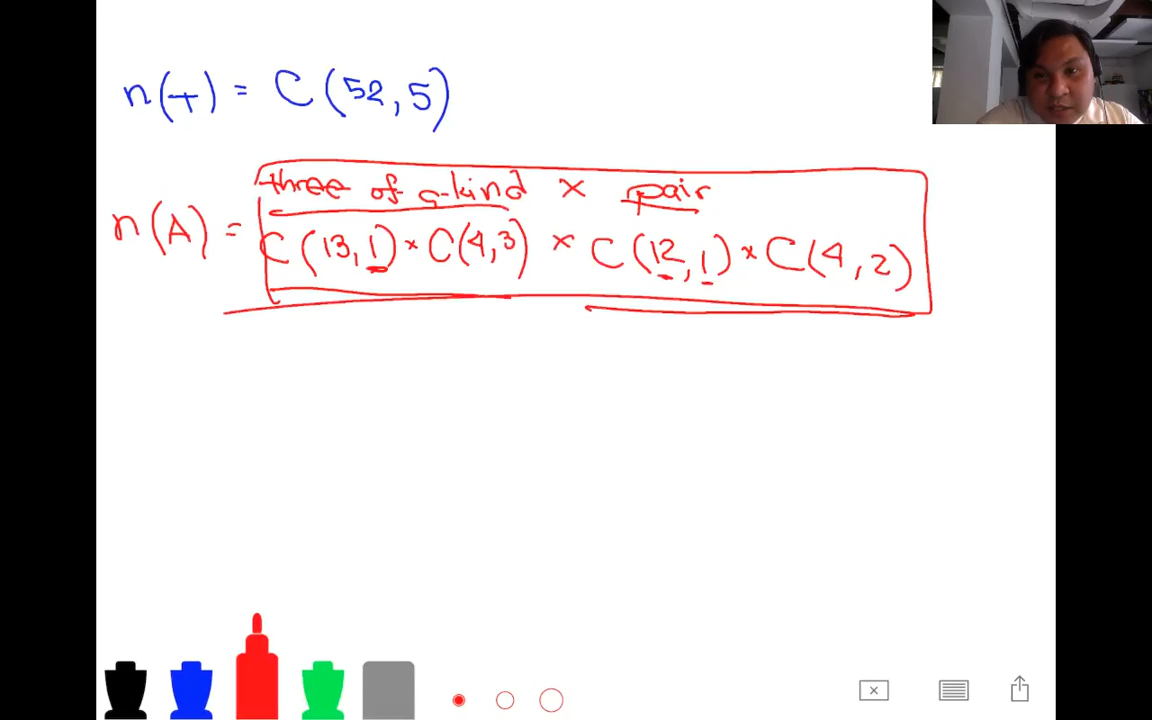 n(T) = C(52,5)
three of a kind × pair
n(A) = C(13,1) × C(4,3) × C(12,1) × C(4,2)